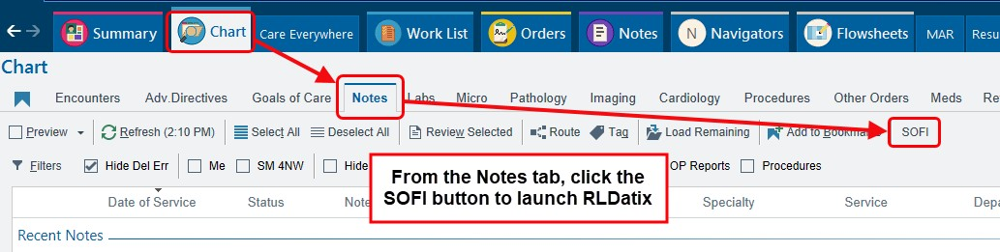 Summary Chart Care Everywhere Work List Orders Notes N Navigators Flowsheets MAR Resu
Chart
Encounters Adv.Directives Goals of Care Notes Labs Micro Pathology Imaging Cardiology Procedures Other Orders Meds Re
Preview Refresh (2:10 PM) Select All Deselect All Review Selected Route Tag Load Remaining Add to Bookma SOFI
Filters Hide Del Err Me SM 4NW Hide OP Reports Procedures
From the Notes tab, click the
SOFI button to launch RLDatix
Date of Service Status Note Specialty Service Depa
Recent Notes